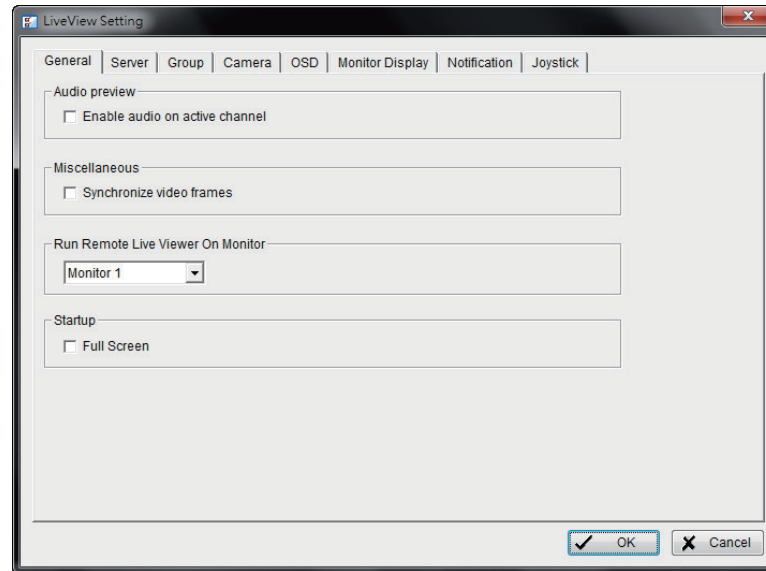 LiveView Setting
General Server Group Camera OSD Monitor Display Notification Joystick
Audio preview
Enable audio on active channel
Miscellaneous
Synchronize video frames
Run Remote Live Viewer On Monitor
Monitor 1
Startup
Full Screen
OK Cancel